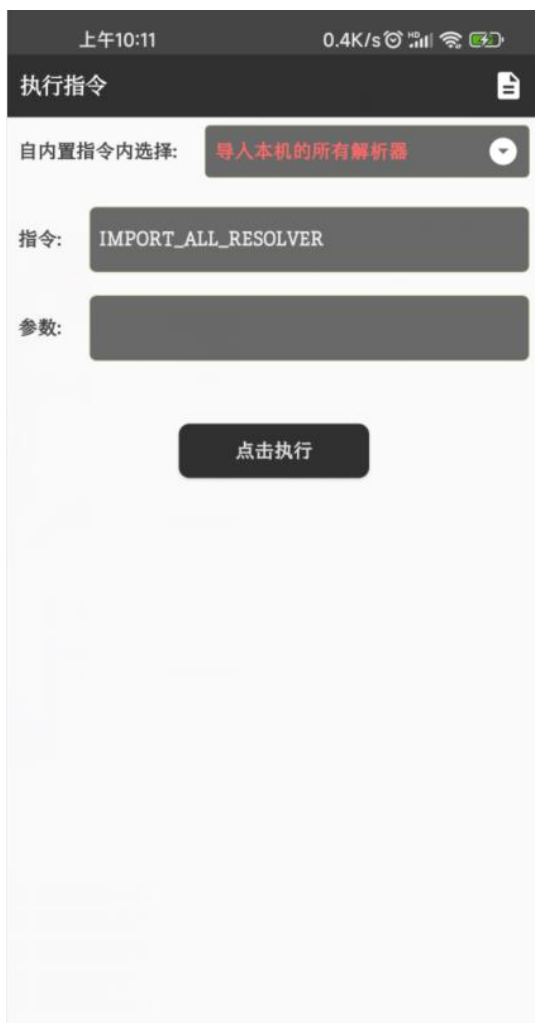 上午10:11 0.4K/s HD
执行指令
自内置指令内选择: 导入本机的所有解析器
指令: IMPORT_ALL_RESOLVER
参数:
点击执行